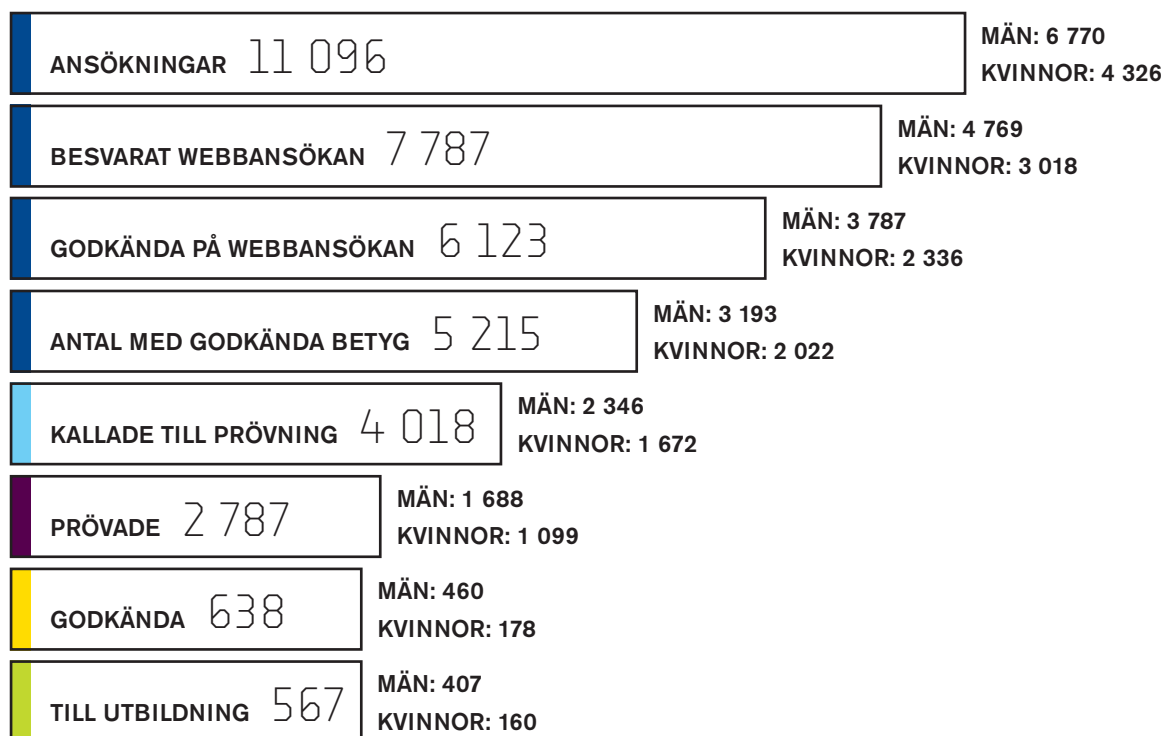 ANSÖKNINGAR 11 096
MÄN: 6 770
KVINNOR: 4 326
BESVARAT WEBBANSÖKAN 7 787
MÄN: 4 769
KVINNOR: 3 018
GODKÄNDA PÅ WEBBANSÖKAN 6 123
MÄN: 3 787
KVINNOR: 2 336
ANTAL MED GODKÄNDA BETYG 5 215
MÄN: 3 193
KVINNOR: 2 022
KALLADE TILL PRÖVNING 4 018
MÄN: 2 346
KVINNOR: 1 672
PRÖVADE 2 787
MÄN: 1 688
KVINNOR: 1 099
GODKÄNDA 638
MÄN: 460
KVINNOR: 178
TILL UTBILDNING 567
MÄN: 407
KVINNOR: 160